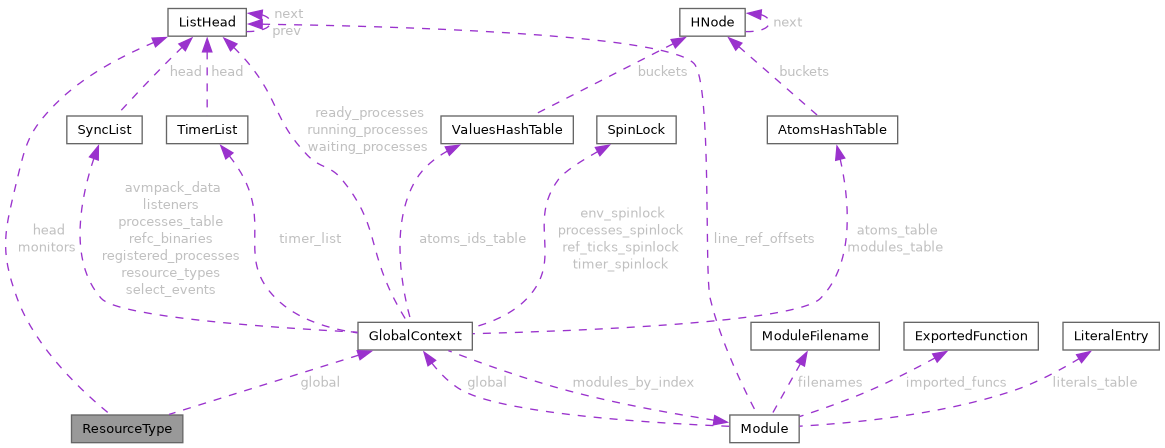 ListHead
next
prev
HNode
next
head
head
buckets
buckets
SyncList
TimerList
ready_processes
running_processes
waiting_processes
ValuesHashTable
SpinLock
AtomsHashTable
head
monitors
avmpack_data
listeners
processes_table
refc_binaries
registered_processes
resource_types
select_events
timer_list
atoms_ids_table
env_spinlock
processes_spinlock
ref_ticks_spinlock
timer_spinlock
line_ref_offsets
atoms_table
modules_table
GlobalContext
ModuleFilename
ExportedFunction
LiteralEntry
global
global
modules_by_index
filenames
imported_funcs
literals_table
ResourceType
Module